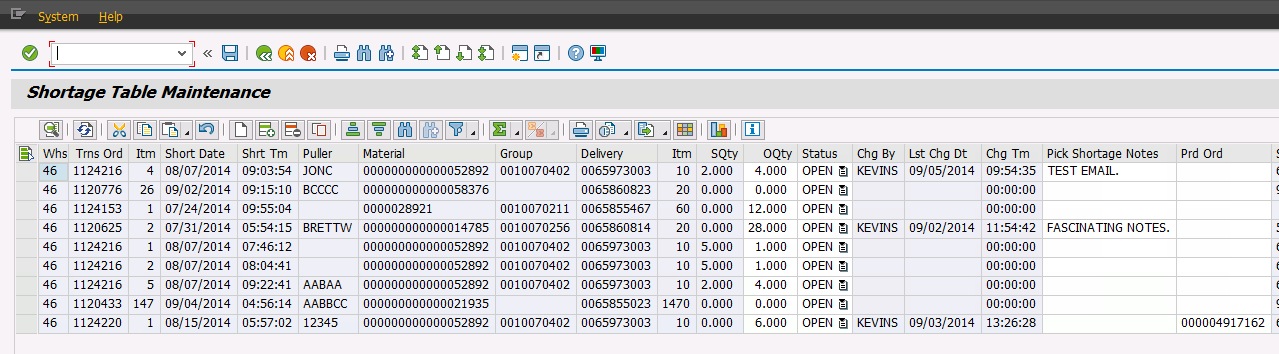 System Help
Shortage Table Maintenance
Whs Trns Ord Itm Short Date Shrt Tm Puller Material Group Delivery Itm SQty OQty Status Chg By Lst Chg Dt Chg Tm Pick Shortage Notes Prd Ord S
46 1124216 4 08/07/2014 09:03:54 JONC 000000000000052892 0010070402 0065973003 10 2.000 4.000 OPEN KEVINS 09/05/2014 09:54:35 TEST EMAIL. 6
46 1120776 26 09/02/2014 09:15:10 BCCCC 000000000000058376 0065860823 20 0.000 0.000 OPEN 00:00:00 9
46 1124153 1 07/24/2014 09:55:04 0000028921 0010070211 0065855467 60 0.000 12.000 OPEN 00:00:00
46 1120625 2 07/31/2014 05:54:15 BRETTW 000000000000014785 0010070256 0065860814 20 0.000 28.000 OPEN KEVINS 09/02/2014 11:54:42 FASCINATING NOTES. 5
46 1124216 1 08/07/2014 07:46:12 000000000000052892 0010070402 0065973003 10 5.000 1.000 OPEN 00:00:00 6
46 1124216 2 08/07/2014 08:04:41 000000000000052892 0010070402 0065973003 10 5.000 1.000 OPEN 00:00:00 6
46 1124216 5 08/07/2014 09:22:41 AABAA 000000000000052892 0010070402 0065973003 10 2.000 4.000 OPEN 00:00:00 6
46 1120433 147 09/04/2014 04:56:14 AABBCC 000000000000021935 0065855023 1470 0.000 0.000 OPEN 00:00:00 9
46 1124220 1 08/15/2014 05:57:02 12345 000000000000052892 0010070402 0065973003 10 0.000 6.000 OPEN KEVINS 09/03/2014 13:26:28 000004917162 6